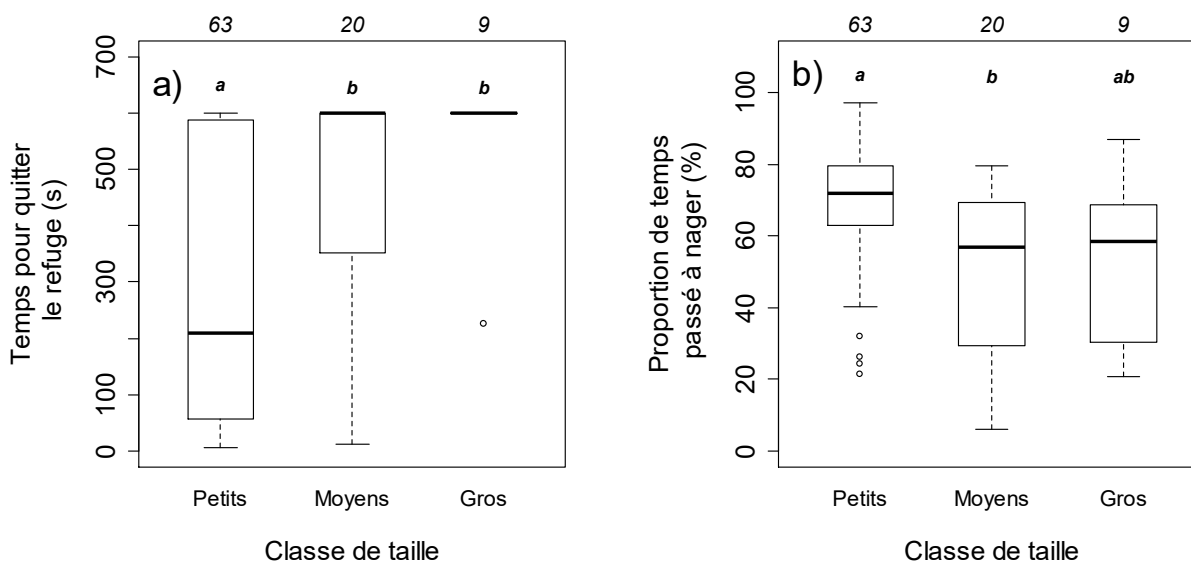 63 20 9
700
500
300
100
0
a)
a b b
Temps pour quitter
le refuge (s)
Petits Moyens Gros
Classe de taille
63 20 9
100
80
60
40
20
0
b)
a b ab
Proportion de temps
passé à nager (%)
Petits Moyens Gros
Classe de taille